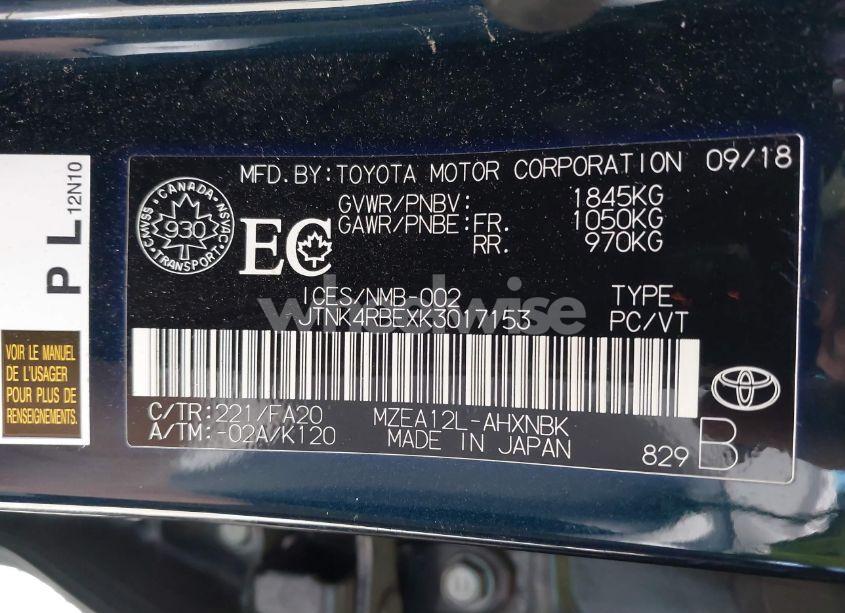 MFD.BY:TOYOTA MOTOR CORPORATION 09/18
GVWR/PNBV: 1845KG
GAWR/PNBE: FR. 1050KG
RR. 970KG
CANADA
CMVSS 930 NSVAC
TRANSPORT
EC
ICES/NMB-002 TYPE
JTNK4RBEXK3017153 PC/VT
wheelwise
C/TR:221/FA20 MZEA12L-AHXNBK
A/TM:-02A/K120 MADE IN JAPAN
829 B
P L 12N10
VOIR LE MANUEL
DE L'USAGER
POUR PLUS DE
RENSEIGNEMENTS.